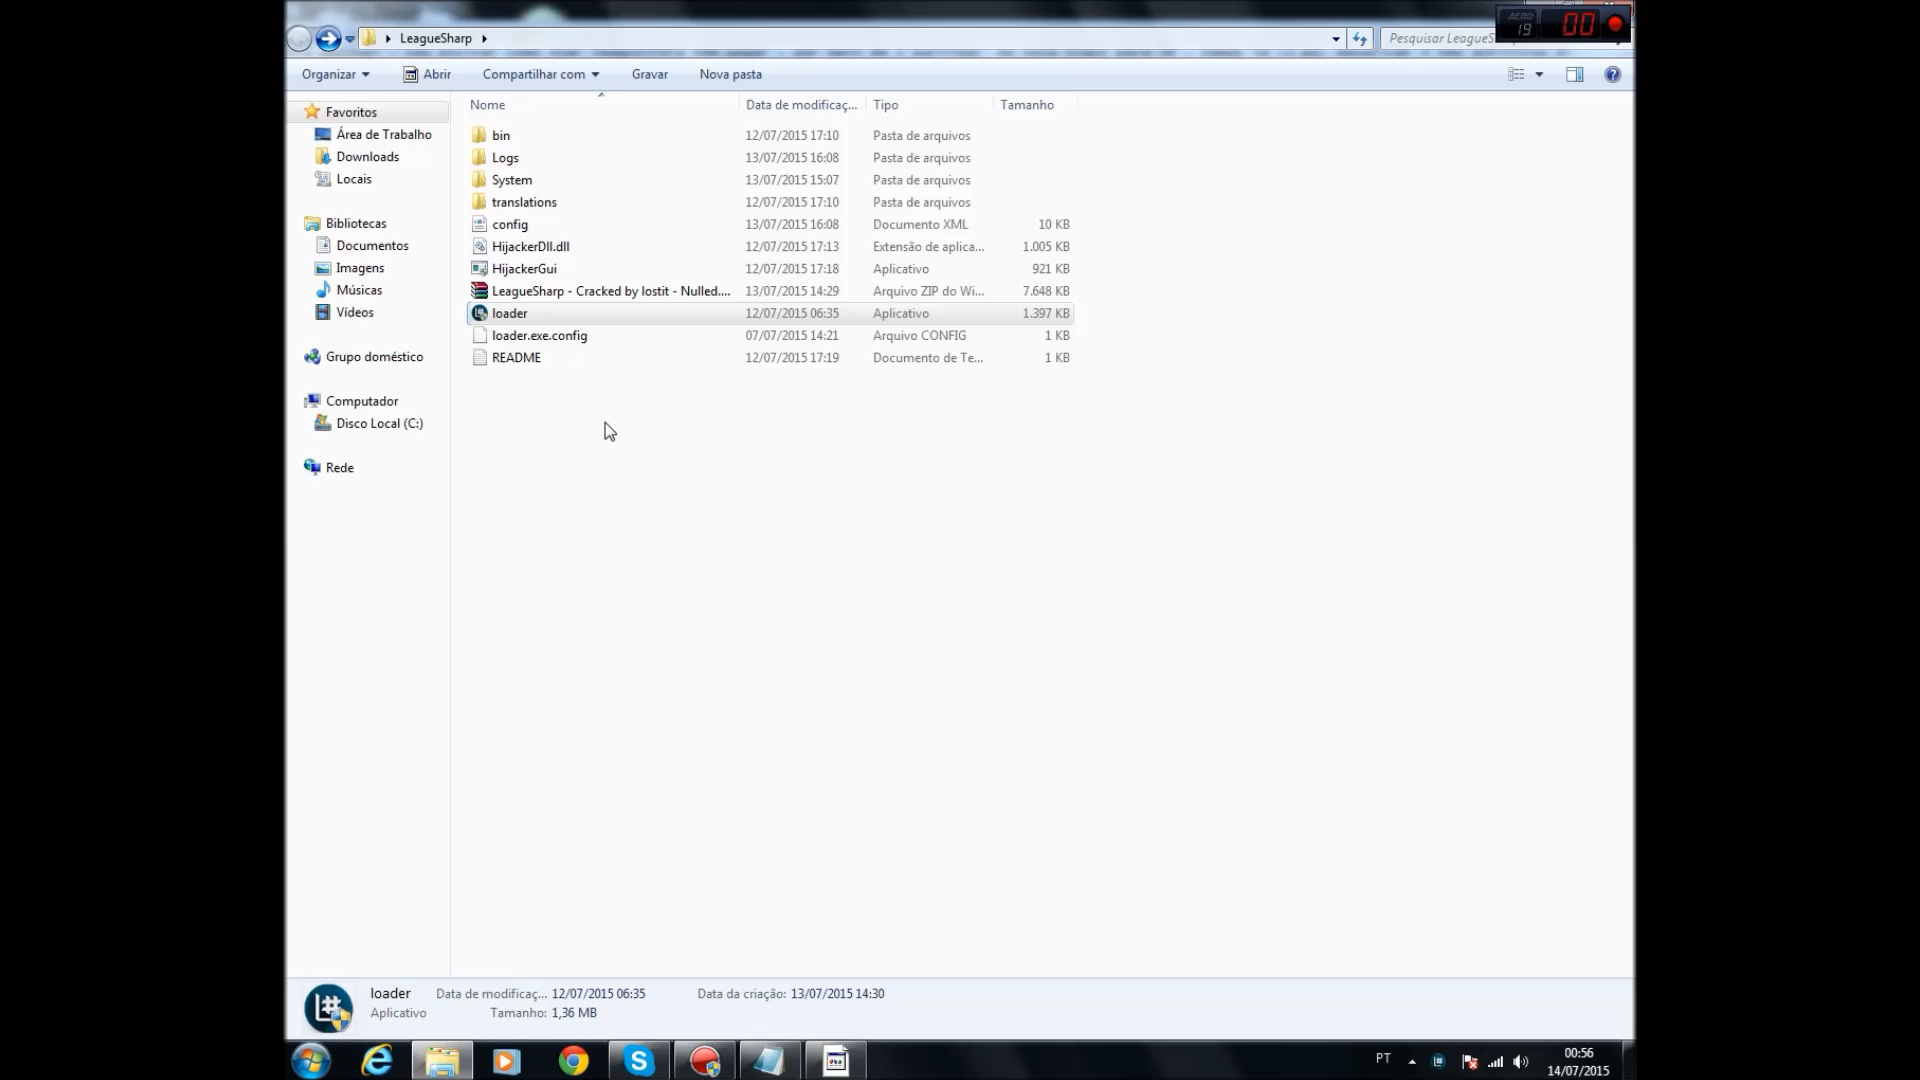 LeagueSharp
Pesquisar LeagueS
AERO
19
00
Organizar
Abrir
Compartilhar com
Gravar
Nova pasta
Favoritos
Área de Trabalho
Downloads
Locais
Bibliotecas
Documentos
Imagens
Músicas
Vídeos
Grupo doméstico
Computador
Disco Local (C:)
Rede
Nome Data de modificaç... Tipo Tamanho
bin 12/07/2015 17:10 Pasta de arquivos
Logs 13/07/2015 16:08 Pasta de arquivos
System 13/07/2015 15:07 Pasta de arquivos
translations 12/07/2015 17:10 Pasta de arquivos
config 13/07/2015 16:08 Documento XML 10 KB
HijackerDll.dll 12/07/2015 17:13 Extensão de aplica... 1.005 KB
HijackerGui 12/07/2015 17:18 Aplicativo 921 KB
LeagueSharp - Cracked by lostit - Nulled.... 13/07/2015 14:29 Arquivo ZIP do Wi... 7.648 KB
loader 12/07/2015 06:35 Aplicativo 1.397 KB
loader.exe.config 07/07/2015 14:21 Arquivo CONFIG 1 KB
README 12/07/2015 17:19 Documento de Te... 1 KB
loader Data de modificaç... 12/07/2015 06:35 Data da criação: 13/07/2015 14:30
Aplicativo Tamanho: 1,36 MB
PT
00:56
14/07/2015